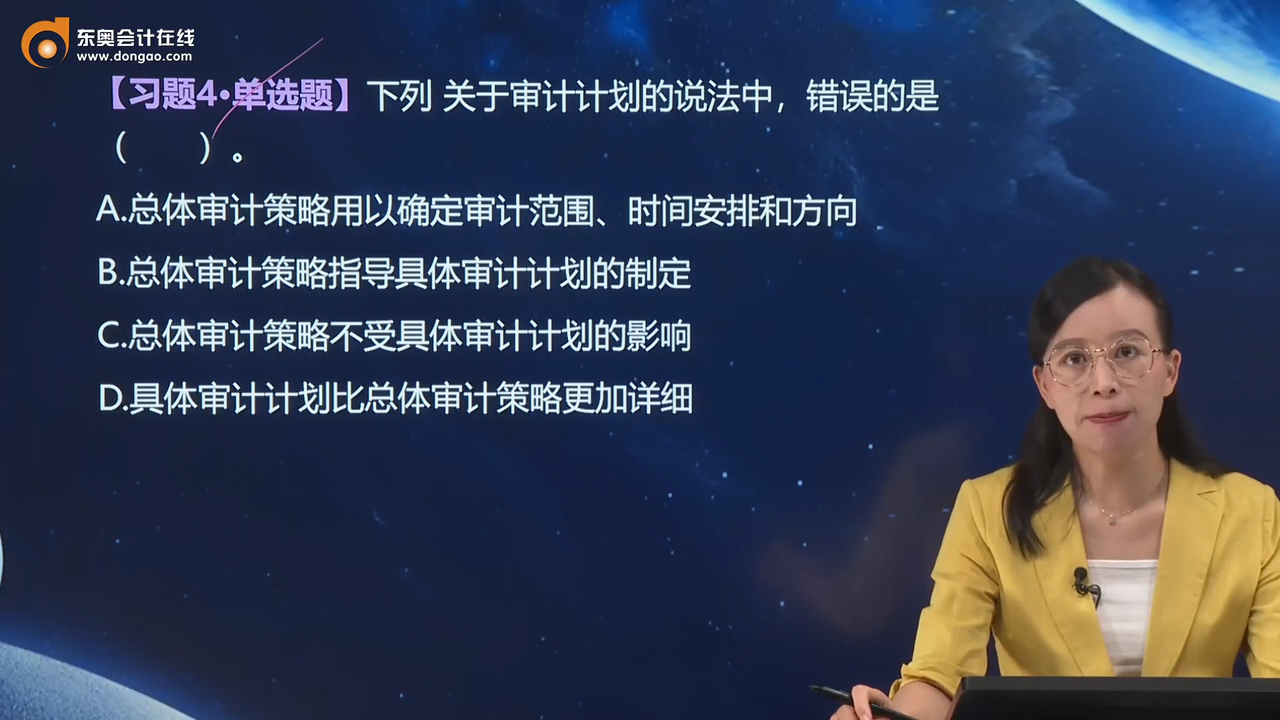 东奥会计在线
www.dongao.com
【习题4•单选题】下列 关于审计计划的说法中，错误的是
（ ）。
A.总体审计策略用以确定审计范围、时间安排和方向
B.总体审计策略指导具体审计计划的制定
C.总体审计策略不受具体审计计划的影响
D.具体审计计划比总体审计策略更加详细